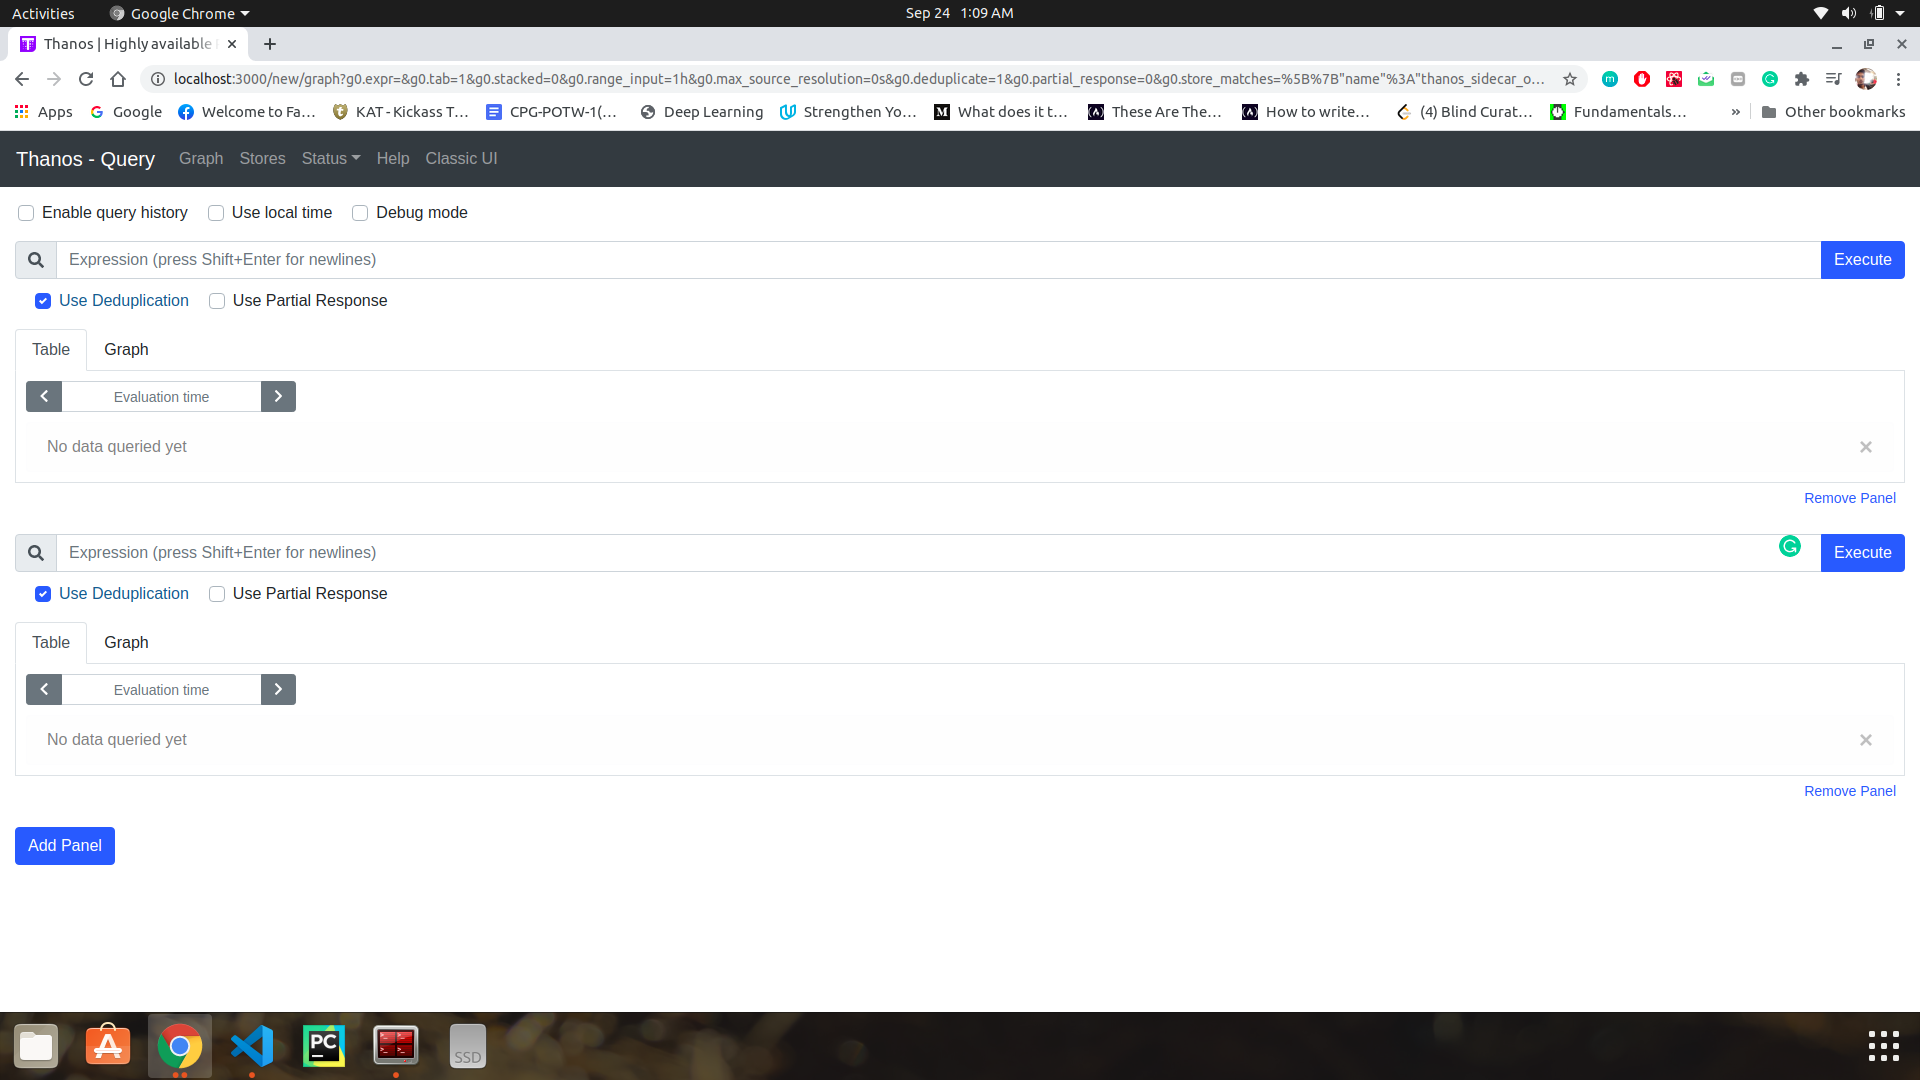 Activities Google Chrome Sep 24 1:09 AM
Thanos | Highly available
localhost:3000/new/graph?g0.expr=&g0.tab=1&g0.stacked=0&g0.range_input=1h&g0.max_source_resolution=0s&g0.deduplicate=1&g0.partial_response=0&g0.store_matches=%5B%7B"name"%3A"thanos_sidecar_o...
Apps Google Welcome to Fa... KAT - Kickass T... CPG-POTW-1(... Deep Learning Strengthen Yo... What does it t... These Are The... How to write... (4) Blind Curat... Fundamentals... » Other bookmarks
Thanos - Query Graph Stores Status Help Classic UI
Enable query history Use local time Debug mode
Expression (press Shift+Enter for newlines) Execute
Use Deduplication Use Partial Response
Table Graph
Evaluation time
No data queried yet ×
Remove Panel
Expression (press Shift+Enter for newlines) Execute
Use Deduplication Use Partial Response
Table Graph
Evaluation time
No data queried yet ×
Remove Panel
Add Panel
PC
SSD